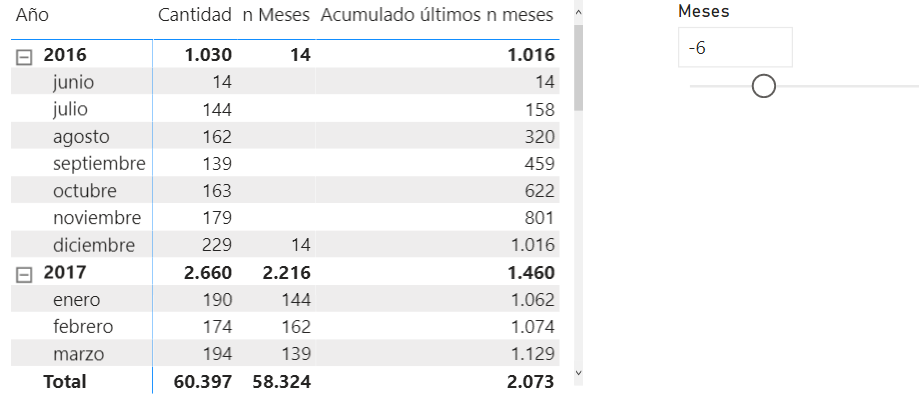 Año Cantidad n Meses Acumulado últimos n meses
2016 1.030 14 1.016
junio 14 14
julio 144 158
agosto 162 320
septiembre 139 459
octubre 163 622
noviembre 179 801
diciembre 229 14 1.016
2017 2.660 2.216 1.460
enero 190 144 1.062
febrero 174 162 1.074
marzo 194 139 1.129
Total 60.397 58.324 2.073
Meses
-6